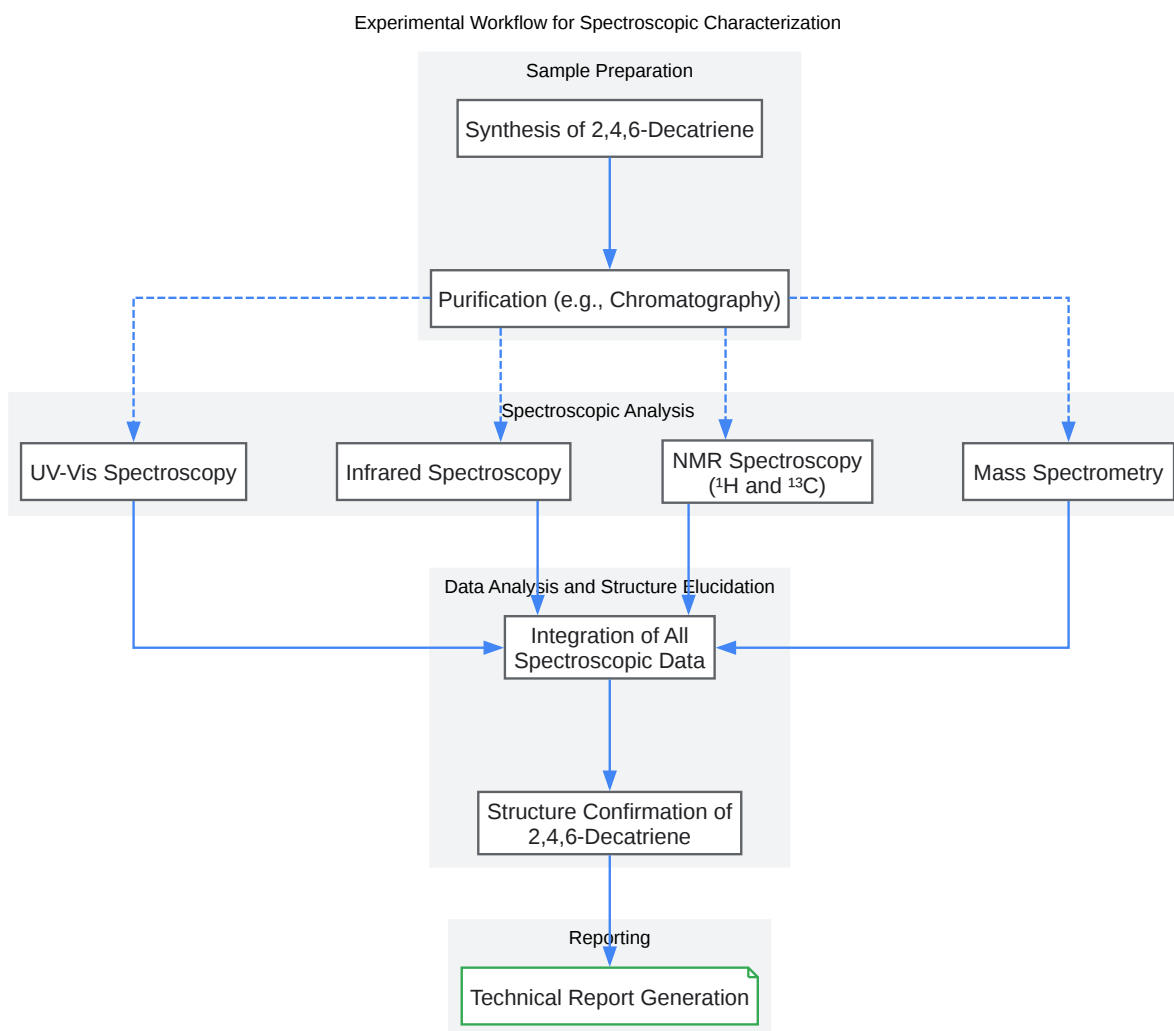 Experimental Workflow for Spectroscopic Characterization
Sample Preparation
Synthesis of 2,4,6-Decatriene
Purification (e.g., Chromatography)
Spectroscopic Analysis
UV-Vis Spectroscopy
Infrared Spectroscopy
NMR Spectroscopy
(¹H and ¹³C)
Mass Spectrometry
Data Analysis and Structure Elucidation
Integration of All
Spectroscopic Data
Structure Confirmation of
2,4,6-Decatriene
Reporting
Technical Report Generation